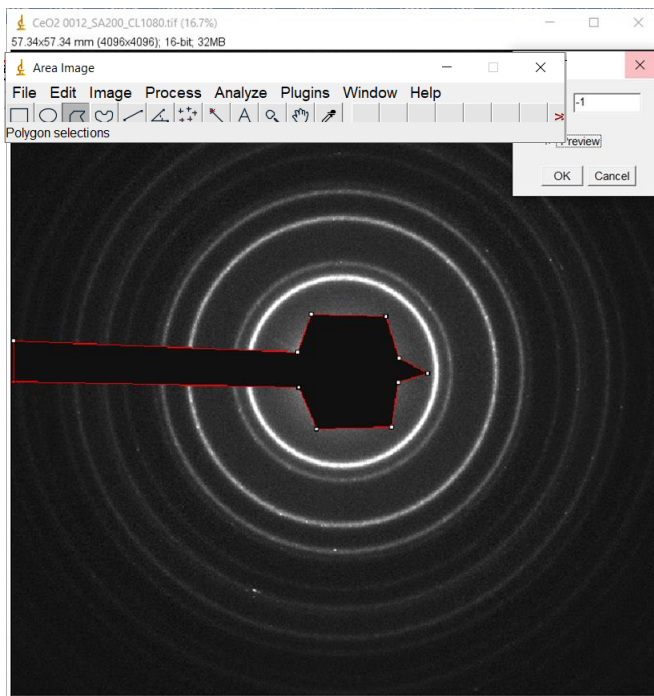 CeO2 0012_SA200_CL1080.tif (16.7%)
57.34x57.34 mm (4096x4096); 16-bit; 32MB
Area Image
File Edit Image Process Analyze Plugins Window Help
A
Polygon selections
-1
Preview
OK Cancel